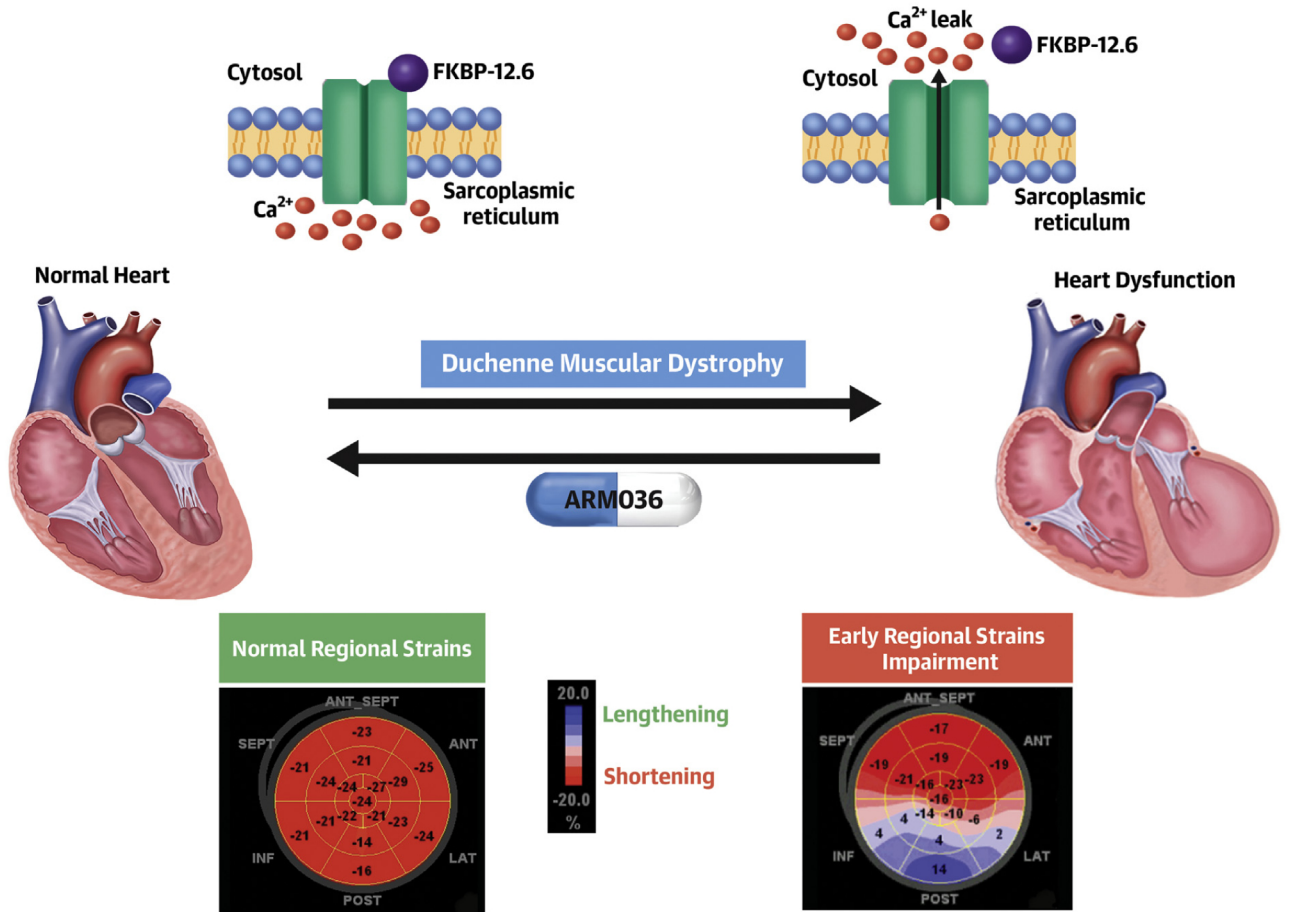 Ca²⁺ leak
FKBP-12.6
Cytosol
FKBP-12.6
Cytosol
Ca²⁺
Sarcoplasmic
reticulum
Sarcoplasmic
reticulum
Normal Heart
Heart Dysfunction
Duchenne Muscular Dystrophy
ARM036
Normal Regional Strains
Early Regional Strains
Impairment
ANT_SEPT
SEPT
ANT
-23
-21
-21
-25
-24
-24
-27
-29
-24
-21
-22
-21
-23
-21
-14
-24
-16
INF
LAT
POST
20.0
Lengthening
Shortening
-20.0
%
ANT_SEPT
SEPT
ANT
-17
-19
-19
-19
-21
-16
-23
-23
-16
-14
-10
4
-6
4
4
2
14
INF
LAT
POST